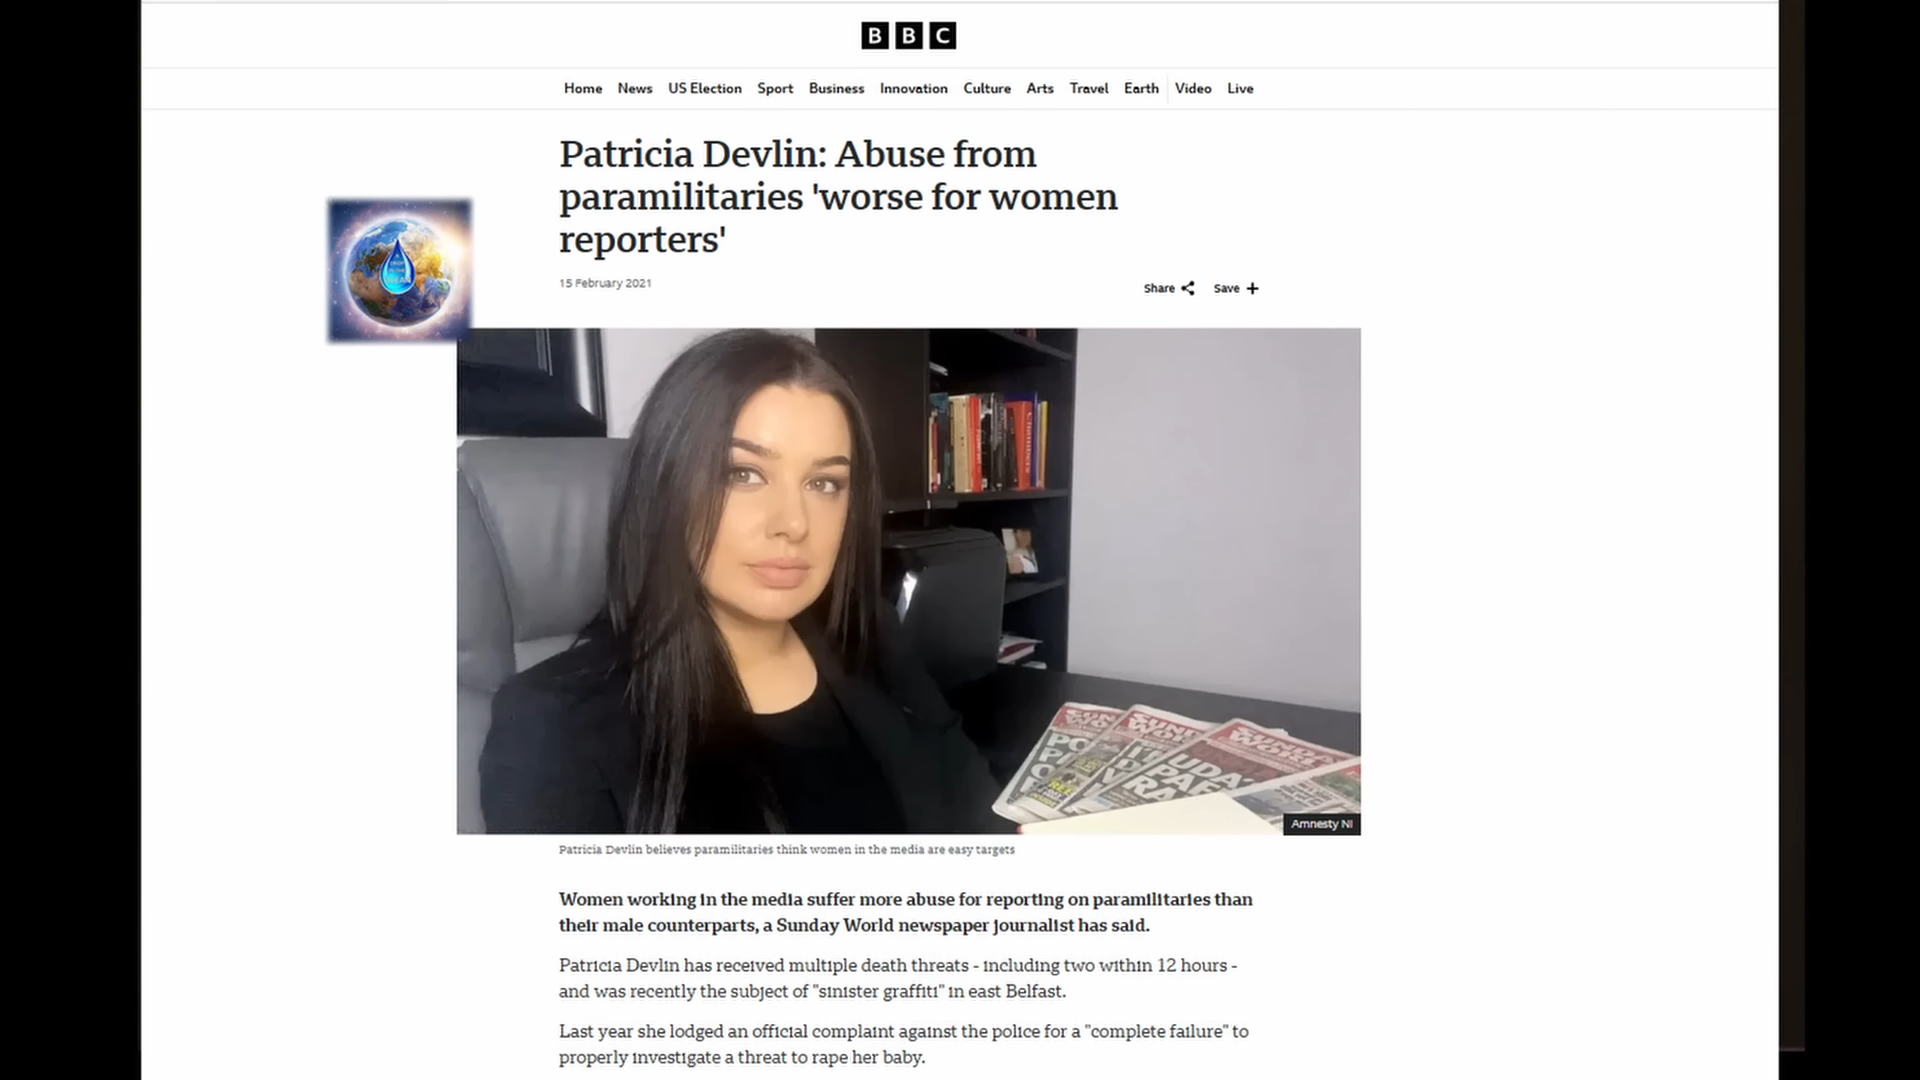 BBC
Home News US Election Sport Business Innovation Culture Arts Travel Earth Video Live
Patricia Devlin: Abuse from
paramilitaries 'worse for women
reporters'
15 February 2021
Share Save
Chambers
SUNDAY
WORLD
UDA
Amnesty NI
Patricia Devlin believes paramilitaries think women in the media are easy targets
Women working in the media suffer more abuse for reporting on paramilitaries than
their male counterparts, a Sunday World newspaper journalist has said.
Patricia Devlin has received multiple death threats - including two within 12 hours -
and was recently the subject of "sinister graffiti" in east Belfast.
Last year she lodged an official complaint against the police for a "complete failure" to
properly investigate a threat to rape her baby.